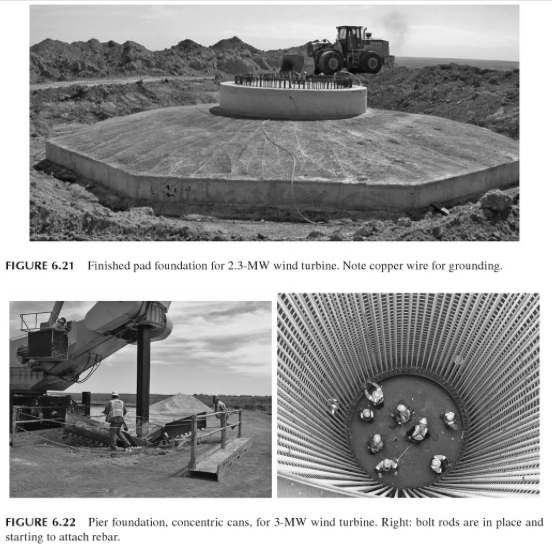 FIGURE 6.21 Finished pad foundation for 2.3-MW wind turbine. Note copper wire for grounding.
FIGURE 6.22 Pier foundation, concentric cans, for 3-MW wind turbine. Right: bolt rods are in place and
starting to attach rebar.